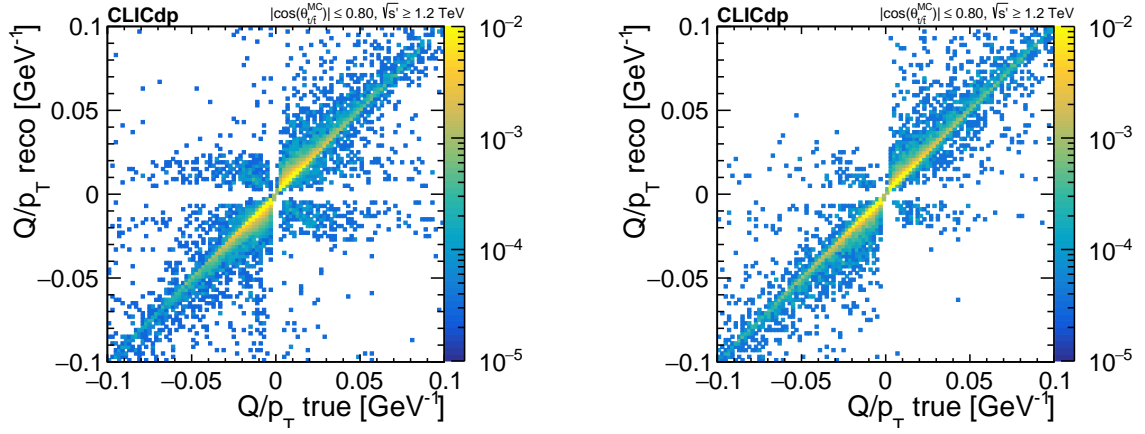 CLICdp
|cos(θ^MC_t/t̄)| ≤ 0.80, √s' ≥ 1.2 TeV
Q/p_T reco [GeV⁻¹]
0.1
0.05
0
−0.05
−0.1
−0.1 −0.05 0 0.05 0.1
Q/p_T true [GeV⁻¹]
10⁻²
10⁻³
10⁻⁴
10⁻⁵
CLICdp
|cos(θ^MC_t/t̄)| ≤ 0.80, √s' ≥ 1.2 TeV
Q/p_T reco [GeV⁻¹]
0.1
0.05
0
−0.05
−0.1
−0.1 −0.05 0 0.05 0.1
Q/p_T true [GeV⁻¹]
10⁻²
10⁻³
10⁻⁴
10⁻⁵